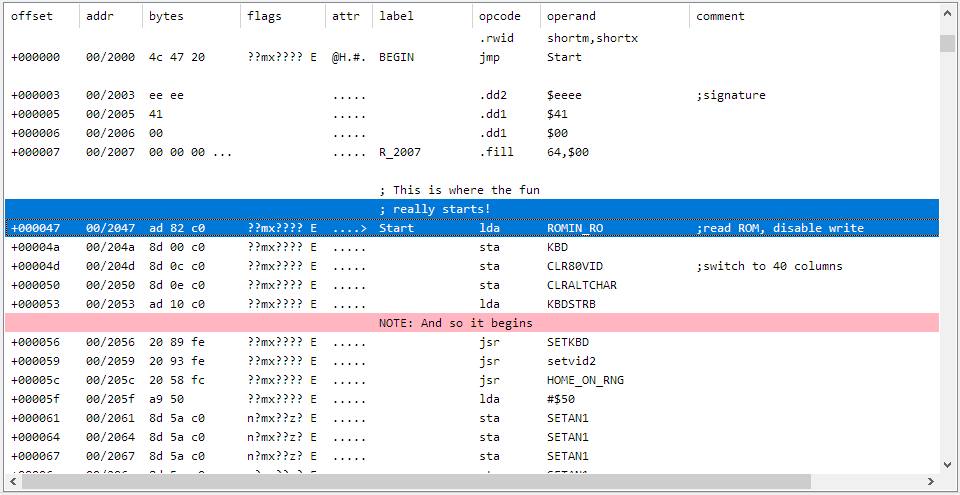 offset addr bytes flags attr label opcode operand comment
.rwid shortm,shortx
+000000 00/2000 4c 47 20 ??mx???? E @H.#. BEGIN jmp Start
+000003 00/2003 ee ee ..... .dd2 $eeee ;signature
+000005 00/2005 41 ..... .dd1 $41
+000006 00/2006 00 ..... .dd1 $00
+000007 00/2007 00 00 00 ... ..... R_2007 .fill 64,$00
; This is where the fun
; really starts!
+000047 00/2047 ad 82 c0 ??mx???? E ....> Start lda ROMIN_RO ;read ROM, disable write
+00004a 00/204a 8d 00 c0 ??mx???? E ..... sta KBD
+00004d 00/204d 8d 0c c0 ??mx???? E ..... sta CLR80VID ;switch to 40 columns
+000050 00/2050 8d 0e c0 ??mx???? E ..... sta CLRALTCHAR
+000053 00/2053 ad 10 c0 ??mx???? E ..... lda KBDSTRB
NOTE: And so it begins
+000056 00/2056 20 89 fe ??mx???? E ..... jsr SETKBD
+000059 00/2059 20 93 fe ??mx???? E ..... jsr setvid2
+00005c 00/205c 20 58 fc ??mx???? E ..... jsr HOME_ON_RNG
+00005f 00/205f a9 50 ??mx???? E ..... lda #$50
+000061 00/2061 8d 5a c0 n?mx??z? E ..... sta SETAN1
+000064 00/2064 8d 5a c0 n?mx??z? E ..... sta SETAN1
+000067 00/2067 8d 5a c0 n?mx??z? E ..... sta SETAN1